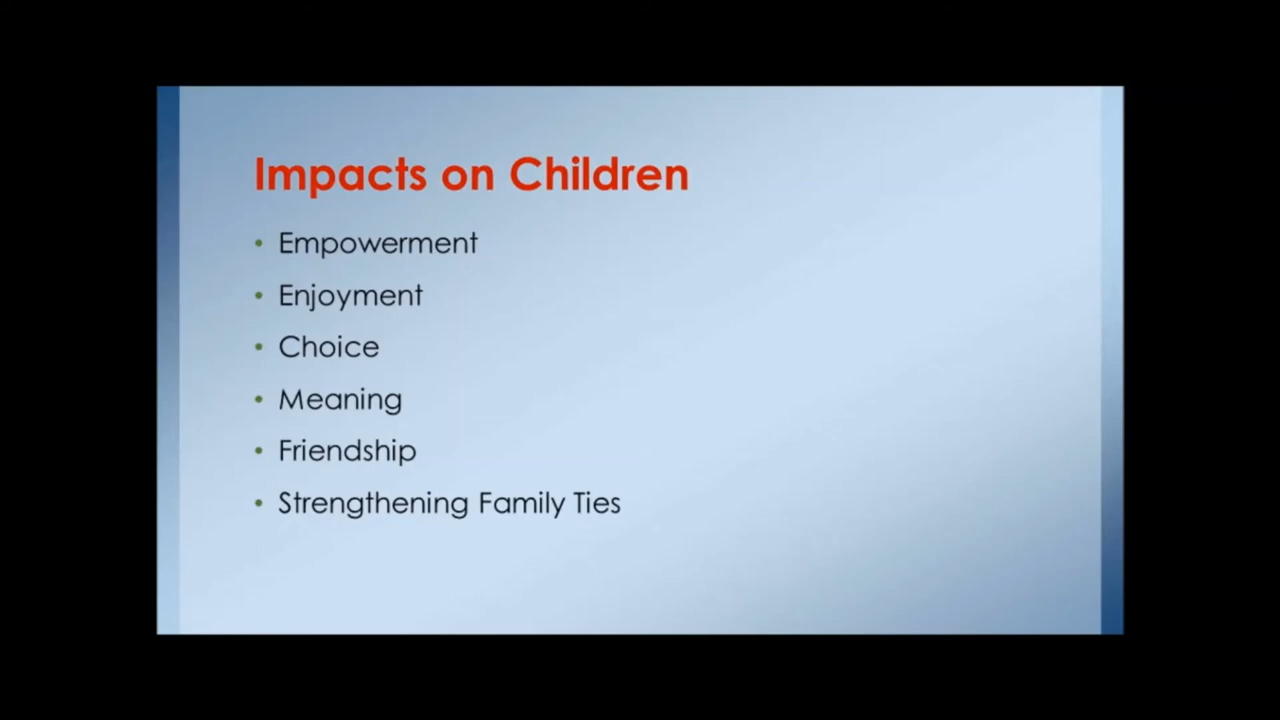 Impacts on Children
• Empowerment
• Enjoyment
• Choice
• Meaning
• Friendship
• Strengthening Family Ties